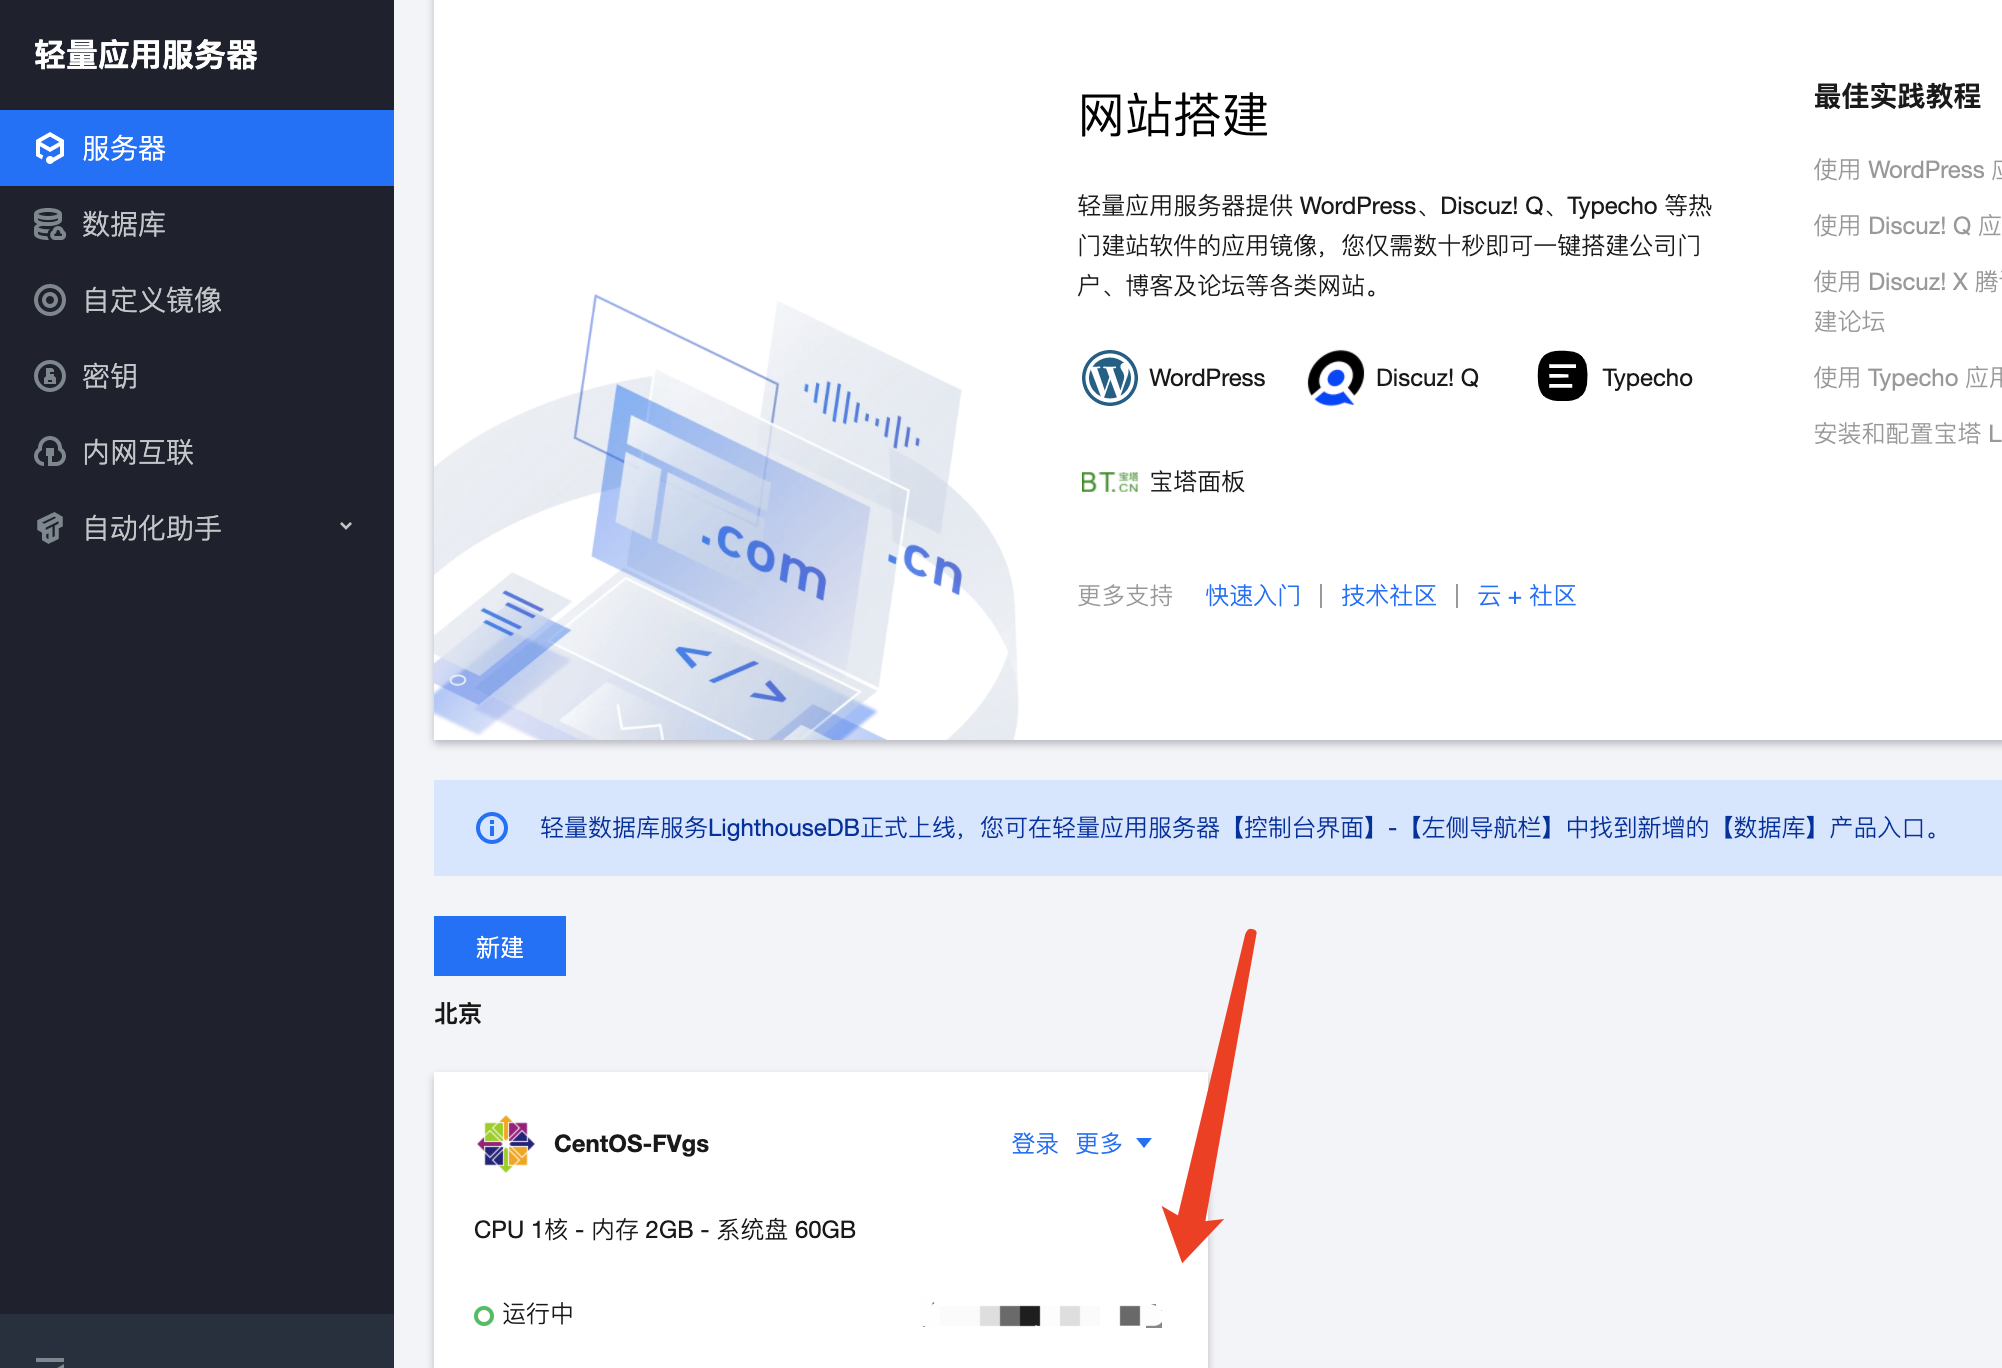 轻量应用服务器
服务器
数据库
自定义镜像
密钥
内网互联
自动化助手
.com
.cn
</>
网站搭建
轻量应用服务器提供 WordPress、Discuz! Q、Typecho 等热
门建站软件的应用镜像，您仅需数十秒即可一键搭建公司门
户、博客及论坛等各类网站。
WordPress
Discuz! Q
Typecho
BT.宝塔CN 宝塔面板
更多支持 快速入门 | 技术社区 | 云 + 社区
最佳实践教程
使用 WordPress 应
使用 Discuz! Q 应
使用 Discuz! X 腾
建论坛
使用 Typecho 应用
安装和配置宝塔 L
轻量数据库服务LighthouseDB正式上线，您可在轻量应用服务器【控制台界面】-【左侧导航栏】中找到新增的【数据库】产品入口。
新建
北京
CentOS-FVgs 登录 更多
CPU 1核 - 内存 2GB - 系统盘 60GB
运行中